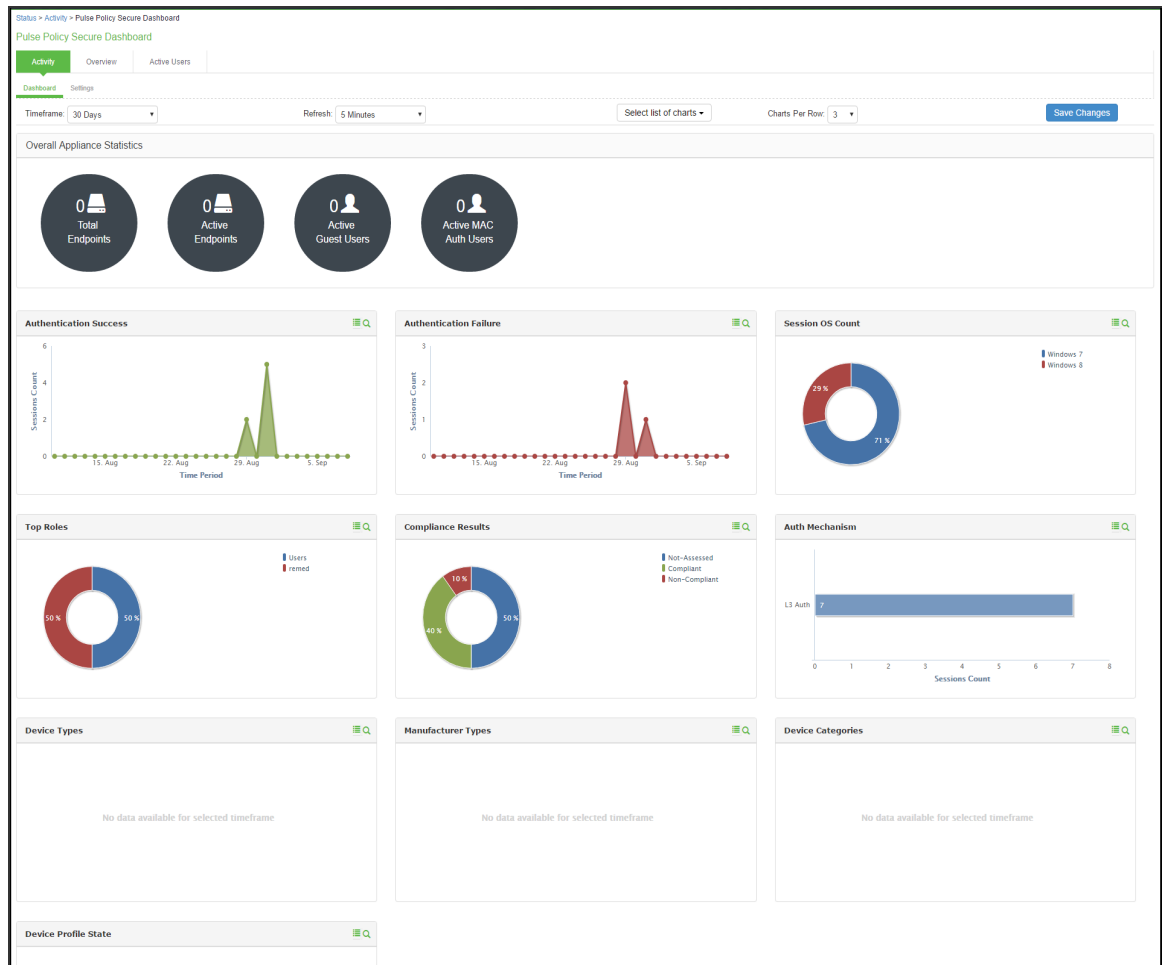 Status > Activity > Pulse Policy Secure Dashboard
Pulse Policy Secure Dashboard
Activity Overview Active Users
Dashboard Settings
Timeframe: 30 Days Refresh: 5 Minutes Select list of charts Charts Per Row: 3 Save Changes
Overall Appliance Statistics
0 Total Endpoints
0 Active Endpoints
0 Active Guest Users
0 Active MAC Auth Users
Authentication Success
6
4
2
0
Sessions Count
15. Aug 22. Aug 29. Aug 5. Sep
Time Period
Authentication Failure
3
2
1
0
Sessions Count
15. Aug 22. Aug 29. Aug 5. Sep
Time Period
Session OS Count
Windows 7
Windows 8
29 %
71 %
Top Roles
Users
remed
50 % 50 %
Compliance Results
Not-Assessed
Compliant
Non-Compliant
10 %
50 %
40 %
Auth Mechanism
L3 Auth 7
0 1 2 3 4 5 6 7 8
Sessions Count
Device Types
No data available for selected timeframe
Manufacturer Types
No data available for selected timeframe
Device Categories
No data available for selected timeframe
Device Profile State